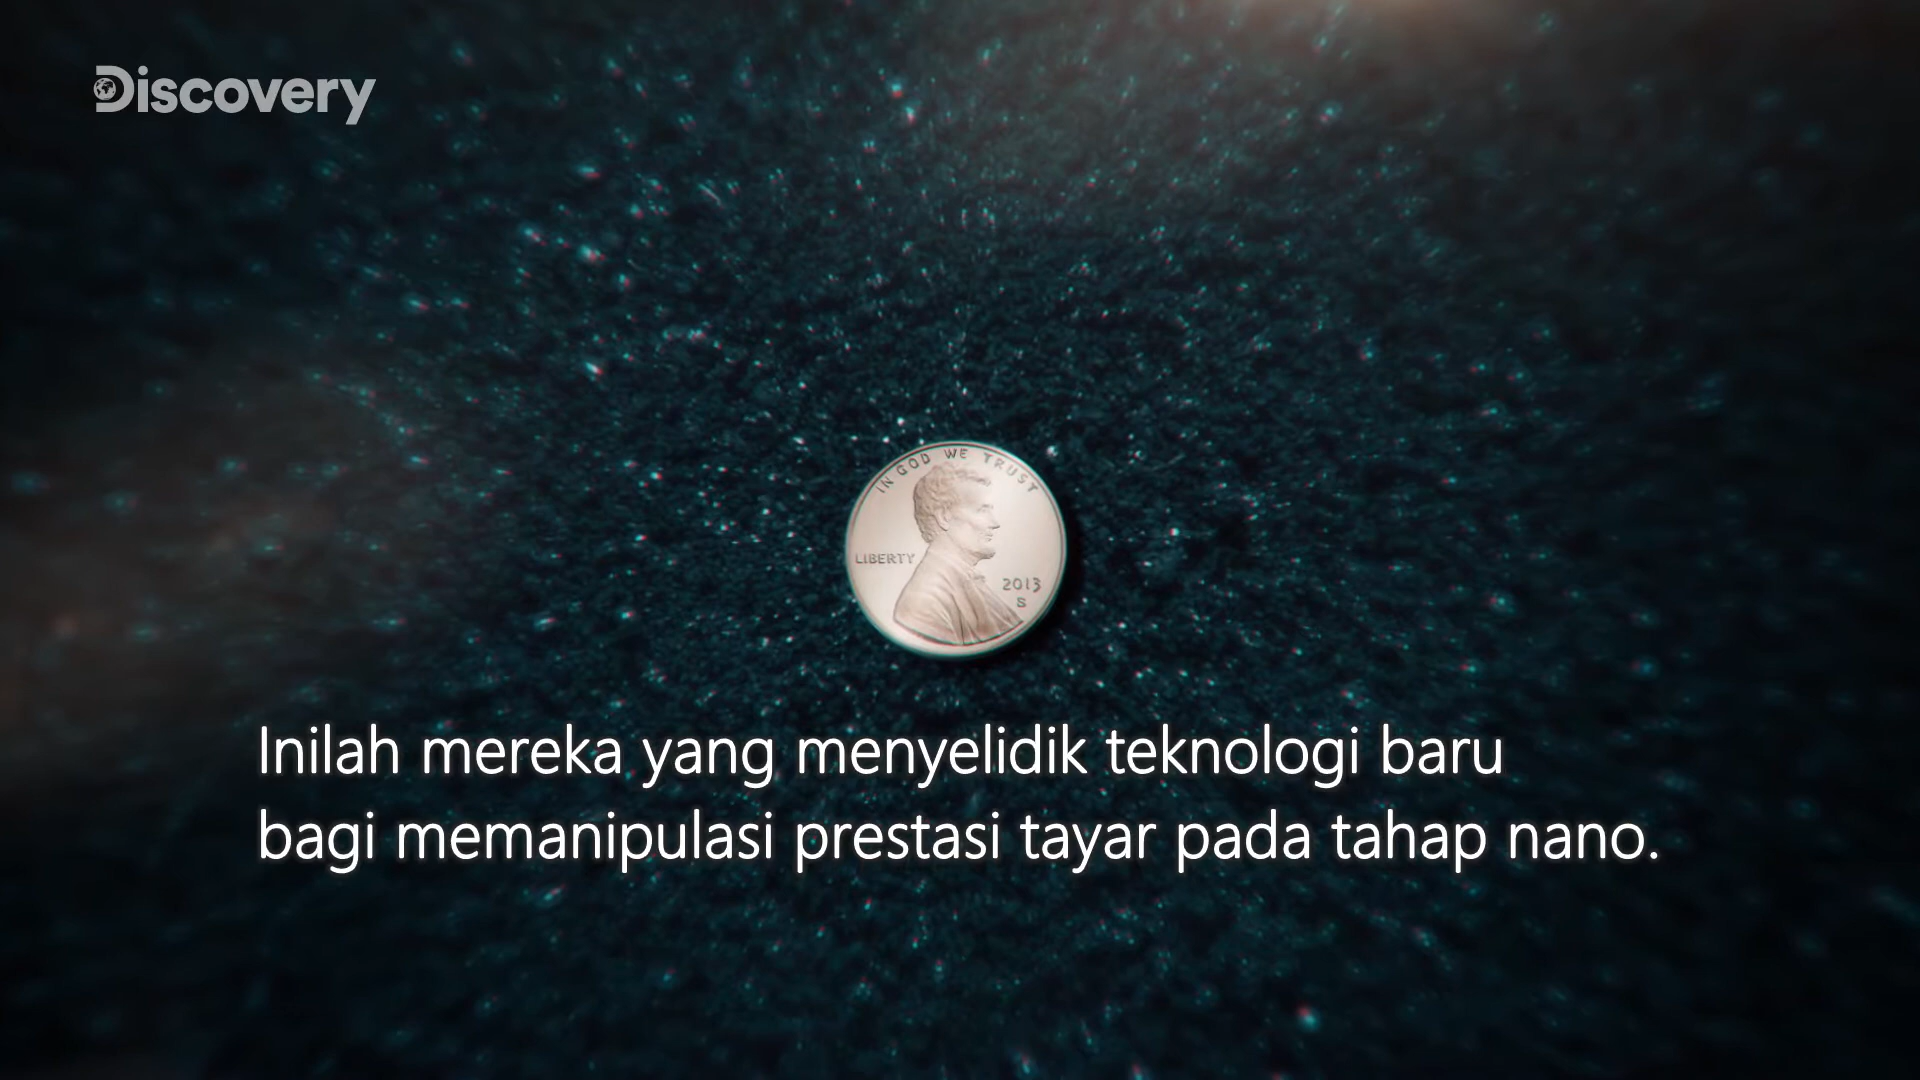 Discovery
IN GOD WE TRUST
LIBERTY
2013
S
Inilah mereka yang menyelidik teknologi baru
bagi memanipulasi prestasi tayar pada tahap nano.